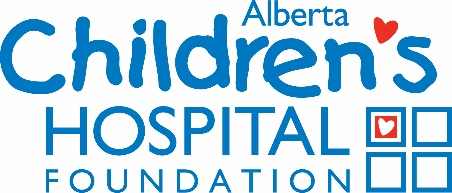 Alberta
Children's
HOSPITAL
FOUNDATION